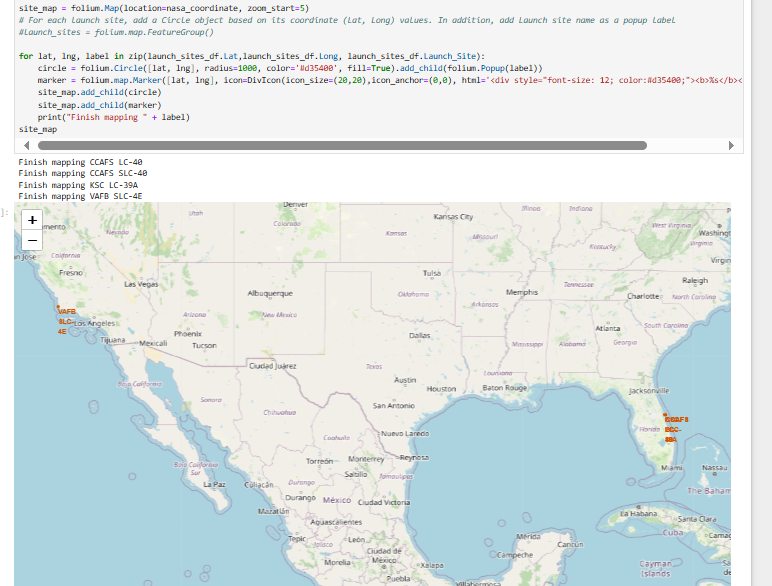 site_map = folium.Map(location=nasa_coordinate, zoom_start=5)
# For each launch site, add a Circle object based on its coordinate (Lat, Long) values. In addition, add Launch site name as a popup label
#launch_sites = folium.map.FeatureGroup()
for lat, lng, label in zip(launch_sites_df.Lat,launch_sites_df.Long, launch_sites_df.Launch_Site):
circle = folium.Circle([lat, lng], radius=1000, color='#d35400', fill=True).add_child(folium.Popup(label))
marker = folium.map.Marker([lat, lng], icon=DivIcon(icon_size=(20,20),icon_anchor=(0,0), html='<div style="font-size: 12; color:#d35400;"><b>%s</b><
site_map.add_child(circle)
site_map.add_child(marker)
print("Finish mapping " + label)
site_map
Finish mapping CCAFS LC-40
Finish mapping CCAFS SLC-40
Finish mapping KSC LC-39A
Finish mapping VAFB SLC-4E
]:
+
−
Denver
Utah
Colorado
Kansas City
Illinois
Indiana
West Virginia
Washingt
mento
Nevada
Kansas
Missouri
Kentucky
Virginia
n Jose
California
Virgin
Fresno
Las Vegas
Tulsa
Raleigh
Albuquerque
Oklahoma
Memphis
Tennessee
Charlotte
North Carolina
Arkansas
VAFB
SLC-
4E
Los Angeles
Arizona
New Mexico
Atlanta
South Carolina
Phoenix
Dallas
Tijuana
Mexicali
Tucson
Mississippi
Alabama
Georgia
Ciudad Juárez
Texas
Louisiana
Baja California
Austin
Houston
Baton Rouge
Jacksonville
Sonora
San Antonio
Chihuahua
Florida
Coahuila
Nuevo Laredo
Baja California
Sur
Torreón
Monterrey
Reynosa
Miami
Nassau
La Paz
Culiacán
Durango
Saltillo
Tamaulipas
The Baham
Durango
México
Ciudad Victoria
Mazatlán
La Habana
Santa Clara
Aguascalientes
Cuba
Camag
Tepic
Jalisco
León
Mérida
Cancún
Ciudad de
México
Campeche
Cayman
Islands
Morelia
Xalapa
Puebla
Villahermosa